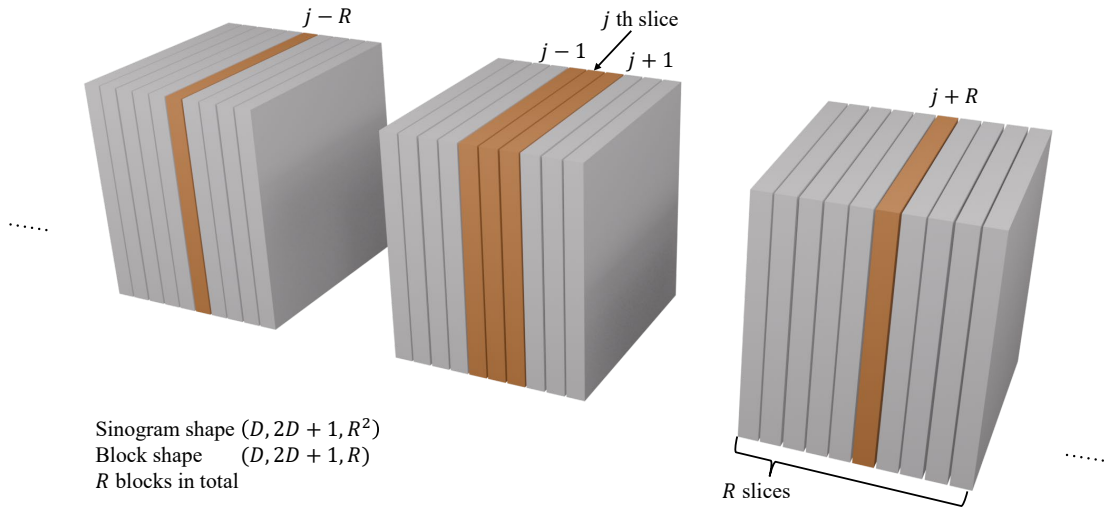 j − R
j th slice
j − 1
j + 1
j + R
......
......
R slices
Sinogram shape (D, 2D + 1, R²)
Block shape (D, 2D + 1, R)
R blocks in total